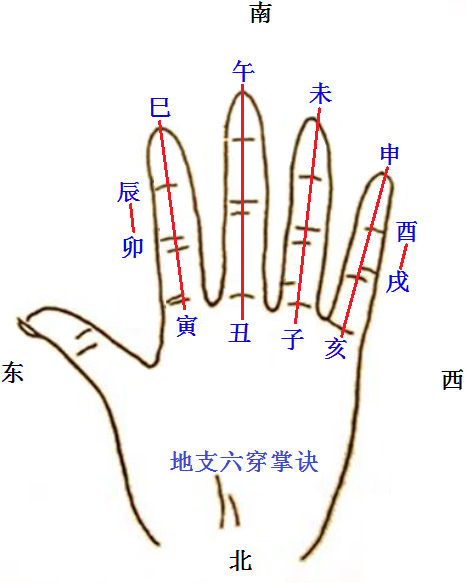 南
午
未
巳
申
辰
酉
卯
戌
寅
丑
子
亥
东
西
地支六穿掌诀
北